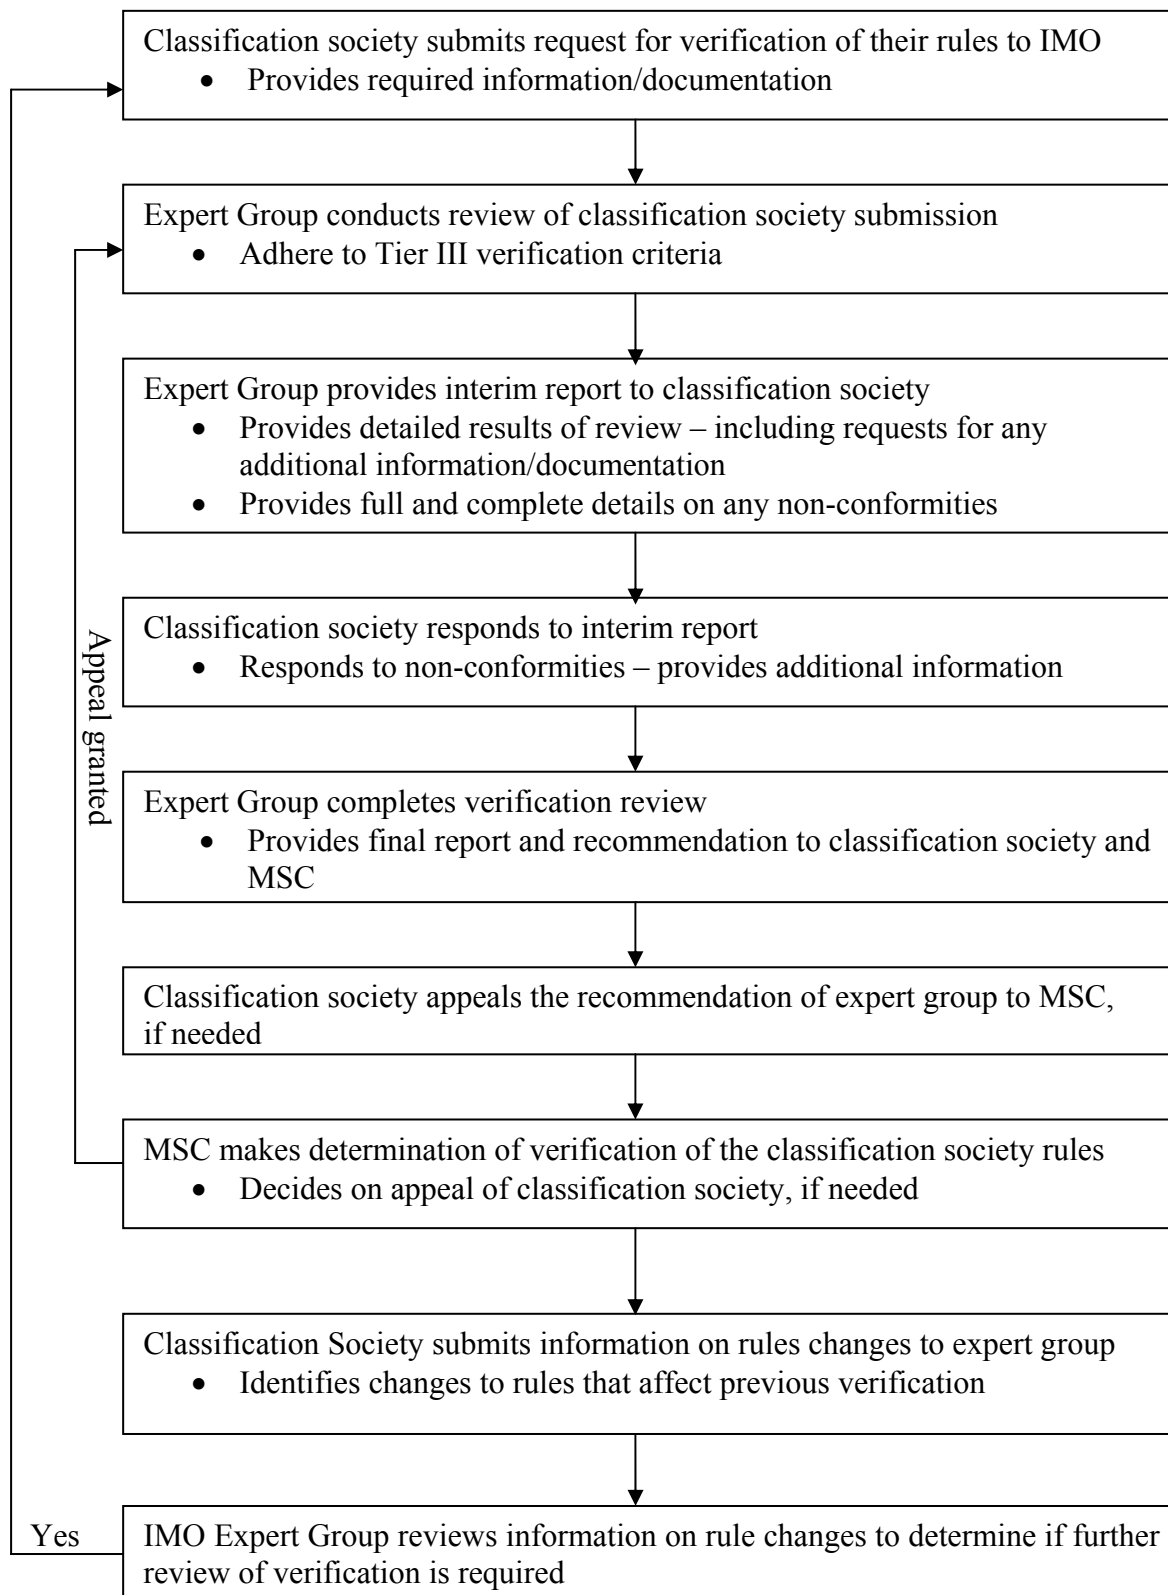 Classification society submits request for verification of their rules to IMO
• Provides required information/documentation
Expert Group conducts review of classification society submission
• Adhere to Tier III verification criteria
Expert Group provides interim report to classification society
• Provides detailed results of review – including requests for any
additional information/documentation
• Provides full and complete details on any non-conformities
Classification society responds to interim report
• Responds to non-conformities – provides additional information
Appeal granted
Expert Group completes verification review
• Provides final report and recommendation to classification society and
MSC
Classification society appeals the recommendation of expert group to MSC,
if needed
MSC makes determination of verification of the classification society rules
• Decides on appeal of classification society, if needed
Classification Society submits information on rules changes to expert group
• Identifies changes to rules that affect previous verification
Yes
IMO Expert Group reviews information on rule changes to determine if further
review of verification is required